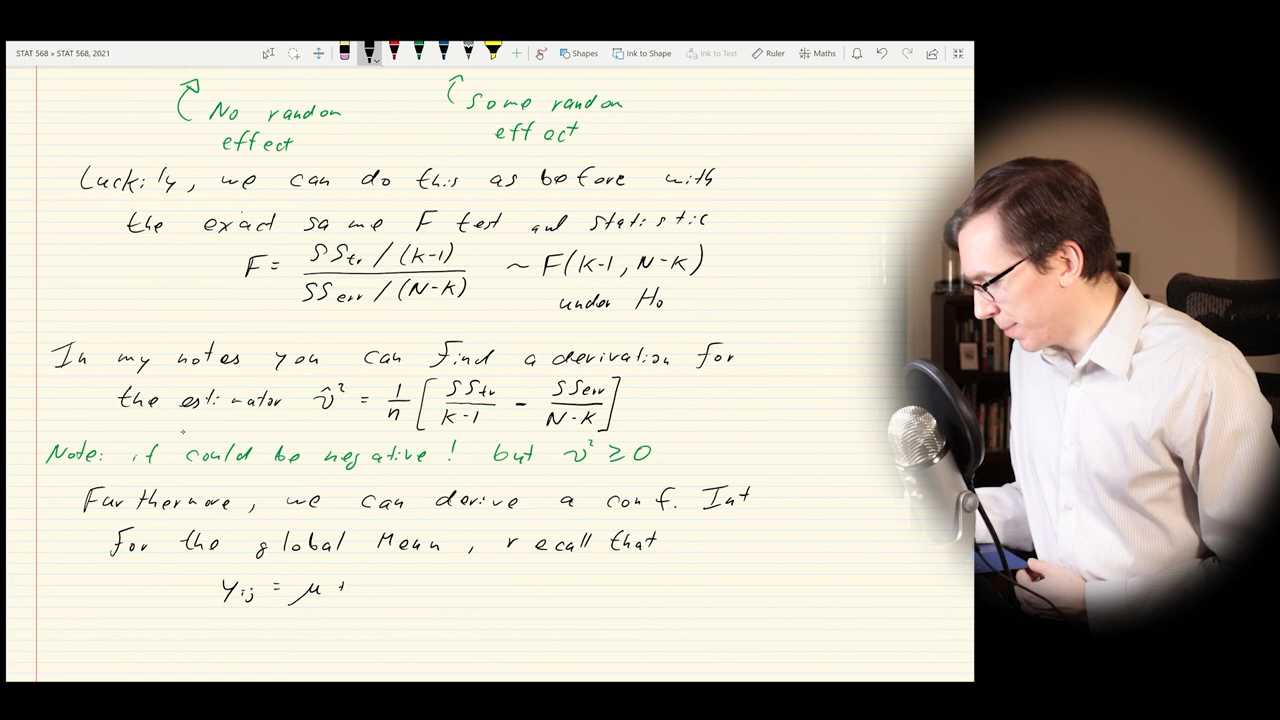 STAT 568 » STAT 568, 2021
Shapes
Ink to Shape
Ink to Text
Ruler
Maths
No random
effect
Some random
effect
Luckily, we can do this as before with
the exact same F test and statistic
F = SStr / (K-1) / SSerr / (N-K) ~ F(K-1, N-K)
under H0
In my notes you can find a derivation for
the estimator ν̂² = 1/n [ SStr / K-1 - SSerr / N-K ]
Note: it could be negative! but ν² ≥ 0
Furthermore, we can derive a conf. Int
for the global Mean, recall that
Yij = μ +